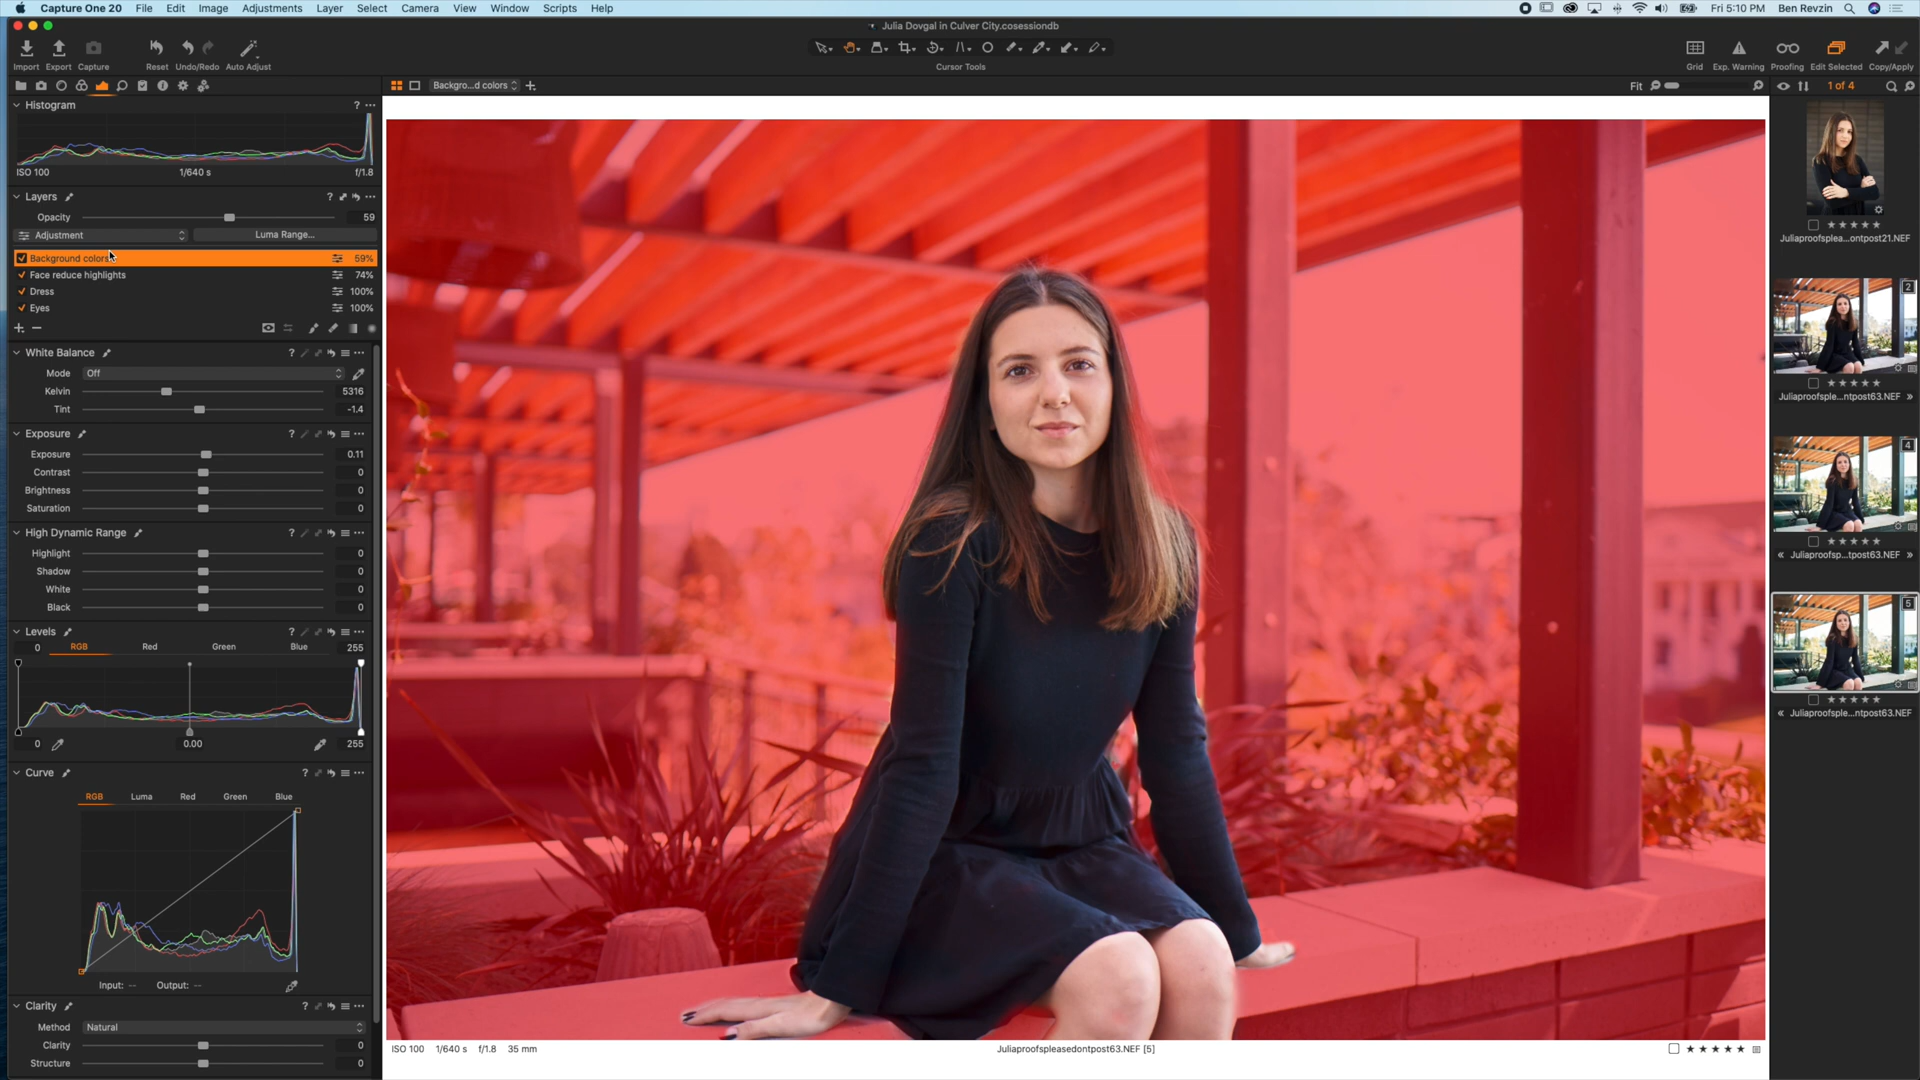 Capture One 20 File Edit Image Adjustments Layer Select Camera View Window Scripts Help Fri 5:10 PM Ben Revzin
Julia Dovgal in Culver City.cosessiondb
Import Export Capture Reset Undo/Redo Auto Adjust Cursor Tools Grid Exp. Warning Proofing Edit Selected Copy/Apply
Backgro...d colors Fit 1 of 4
Histogram
ISO 100 1/640 s f/1.8
Layers
Opacity 59
Adjustment Luma Range...
Background colors 59%
Face reduce highlights 74%
Dress 100%
Eyes 100%
White Balance
Mode Off
Kelvin 5316
Tint -1.4
Exposure
Exposure 0.11
Contrast 0
Brightness 0
Saturation 0
High Dynamic Range
Highlight 0
Shadow 0
White 0
Black 0
Levels
0 RGB Red Green Blue 255
0 0.00 255
Curve
RGB Luma Red Green Blue
Input: -- Output: --
Clarity
Method Natural
Clarity 0
Structure 0
ISO 100 1/640 s f/1.8 35 mm Juliaproofspleasedontpost63.NEF [5]
Juliaproofsplea...ontpost21.NEF
2
Juliaproofsple...ntpost63.NEF »
4
« Juliaproofsp...tpost63.NEF »
5
« Juliaproofsple...ntpost63.NEF